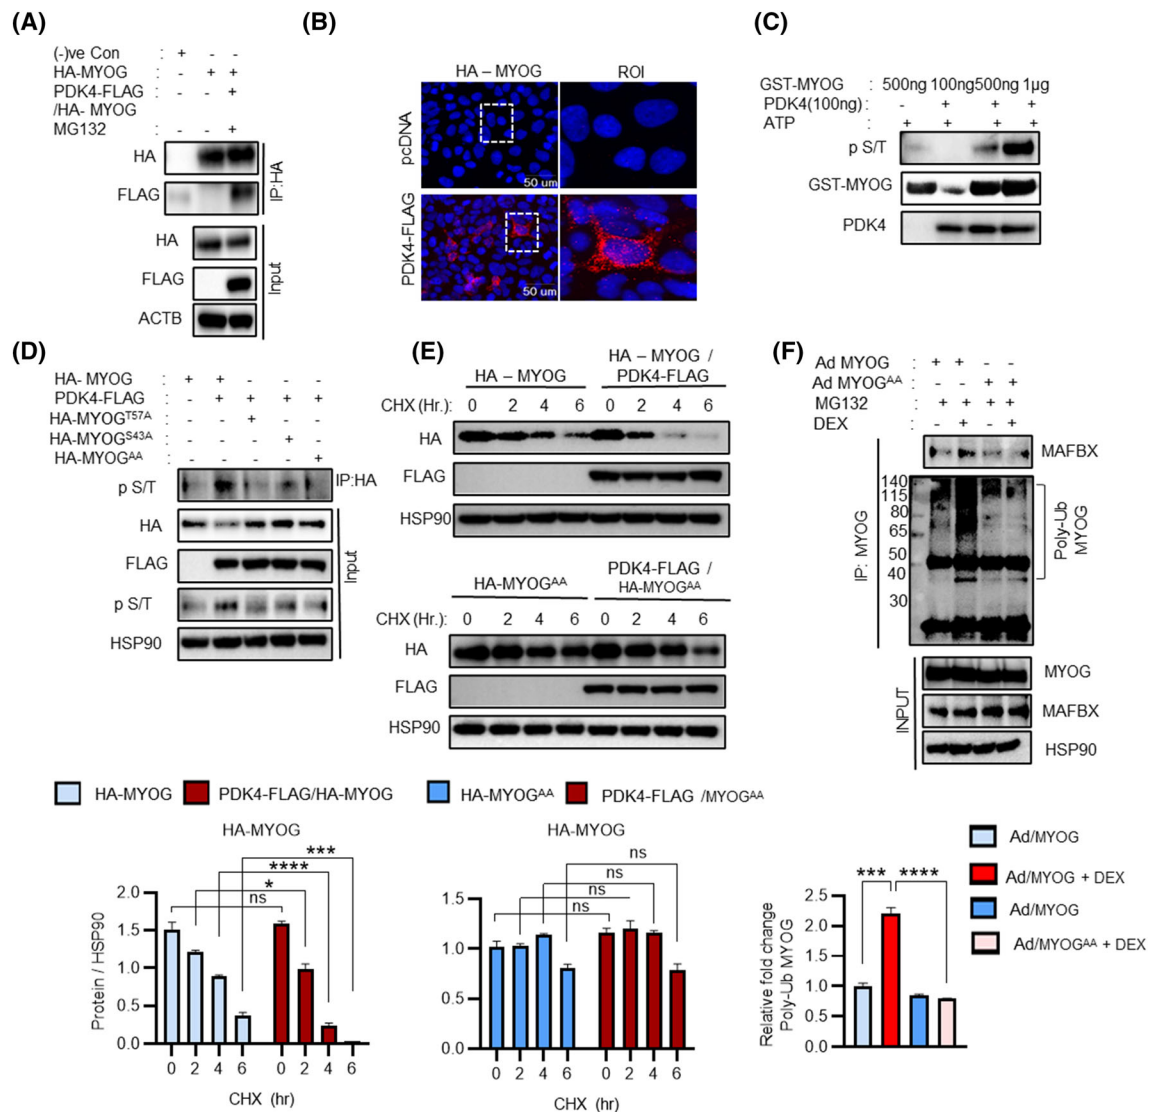 (A)
(-)ve Con : + - -
HA-MYOG : - + +
PDK4-FLAG : - - +
/HA- MYOG
MG132 : - - +
HA
FLAG
IP:HA
HA
FLAG
ACTB
Input
(B)
HA – MYOG ROI
pcDNA
50 um
PDK4-FLAG
50 um
(C)
GST-MYOG : 500ng 100ng 500ng 1µg
PDK4(100ng) : - + + +
ATP : + + + +
p S/T
GST-MYOG
PDK4
(D)
HA- MYOG : + + - - -
PDK4-FLAG : - + + + +
HA-MYOGT57A : - - + - -
HA-MYOGS43A : - - - + -
HA-MYOGAA : - - - - +
p S/T
IP:HA
HA
FLAG
p S/T
HSP90
Input
(E)
HA – MYOG
HA – MYOG /
PDK4-FLAG
CHX (Hr.): 0 2 4 6 0 2 4 6
HA
FLAG
HSP90
HA-MYOGAA
PDK4-FLAG /
HA-MYOGAA
CHX (Hr.): 0 2 4 6 0 2 4 6
HA
FLAG
HSP90
(F)
Ad MYOG : + + - -
Ad MYOGAA : - - + +
MG132 : + + + +
DEX : - + - +
MAFBX
140
115
80
65
50
40
30
IP: MYOG
Poly-Ub
MYOG
MYOG
MAFBX
HSP90
INPUT
HA-MYOG PDK4-FLAG/HA-MYOG
HA-MYOG
***
****
*
ns
Protein / HSP90
2.0
1.5
1.0
0.5
0.0
0 2 4 6 0 2 4 6
CHX (hr)
HA-MYOGAA PDK4-FLAG /MYOGAA
HA-MYOG
ns
ns
ns
ns
1.5
1.0
0.5
0.0
0 2 4 6 0 2 4 6
CHX (hr)
Relative fold change
Poly-Ub MYOG
*** ****
2.5
2.0
1.5
1.0
0.5
0.0
Ad/MYOG
Ad/MYOG + DEX
Ad/MYOG
Ad/MYOGAA + DEX